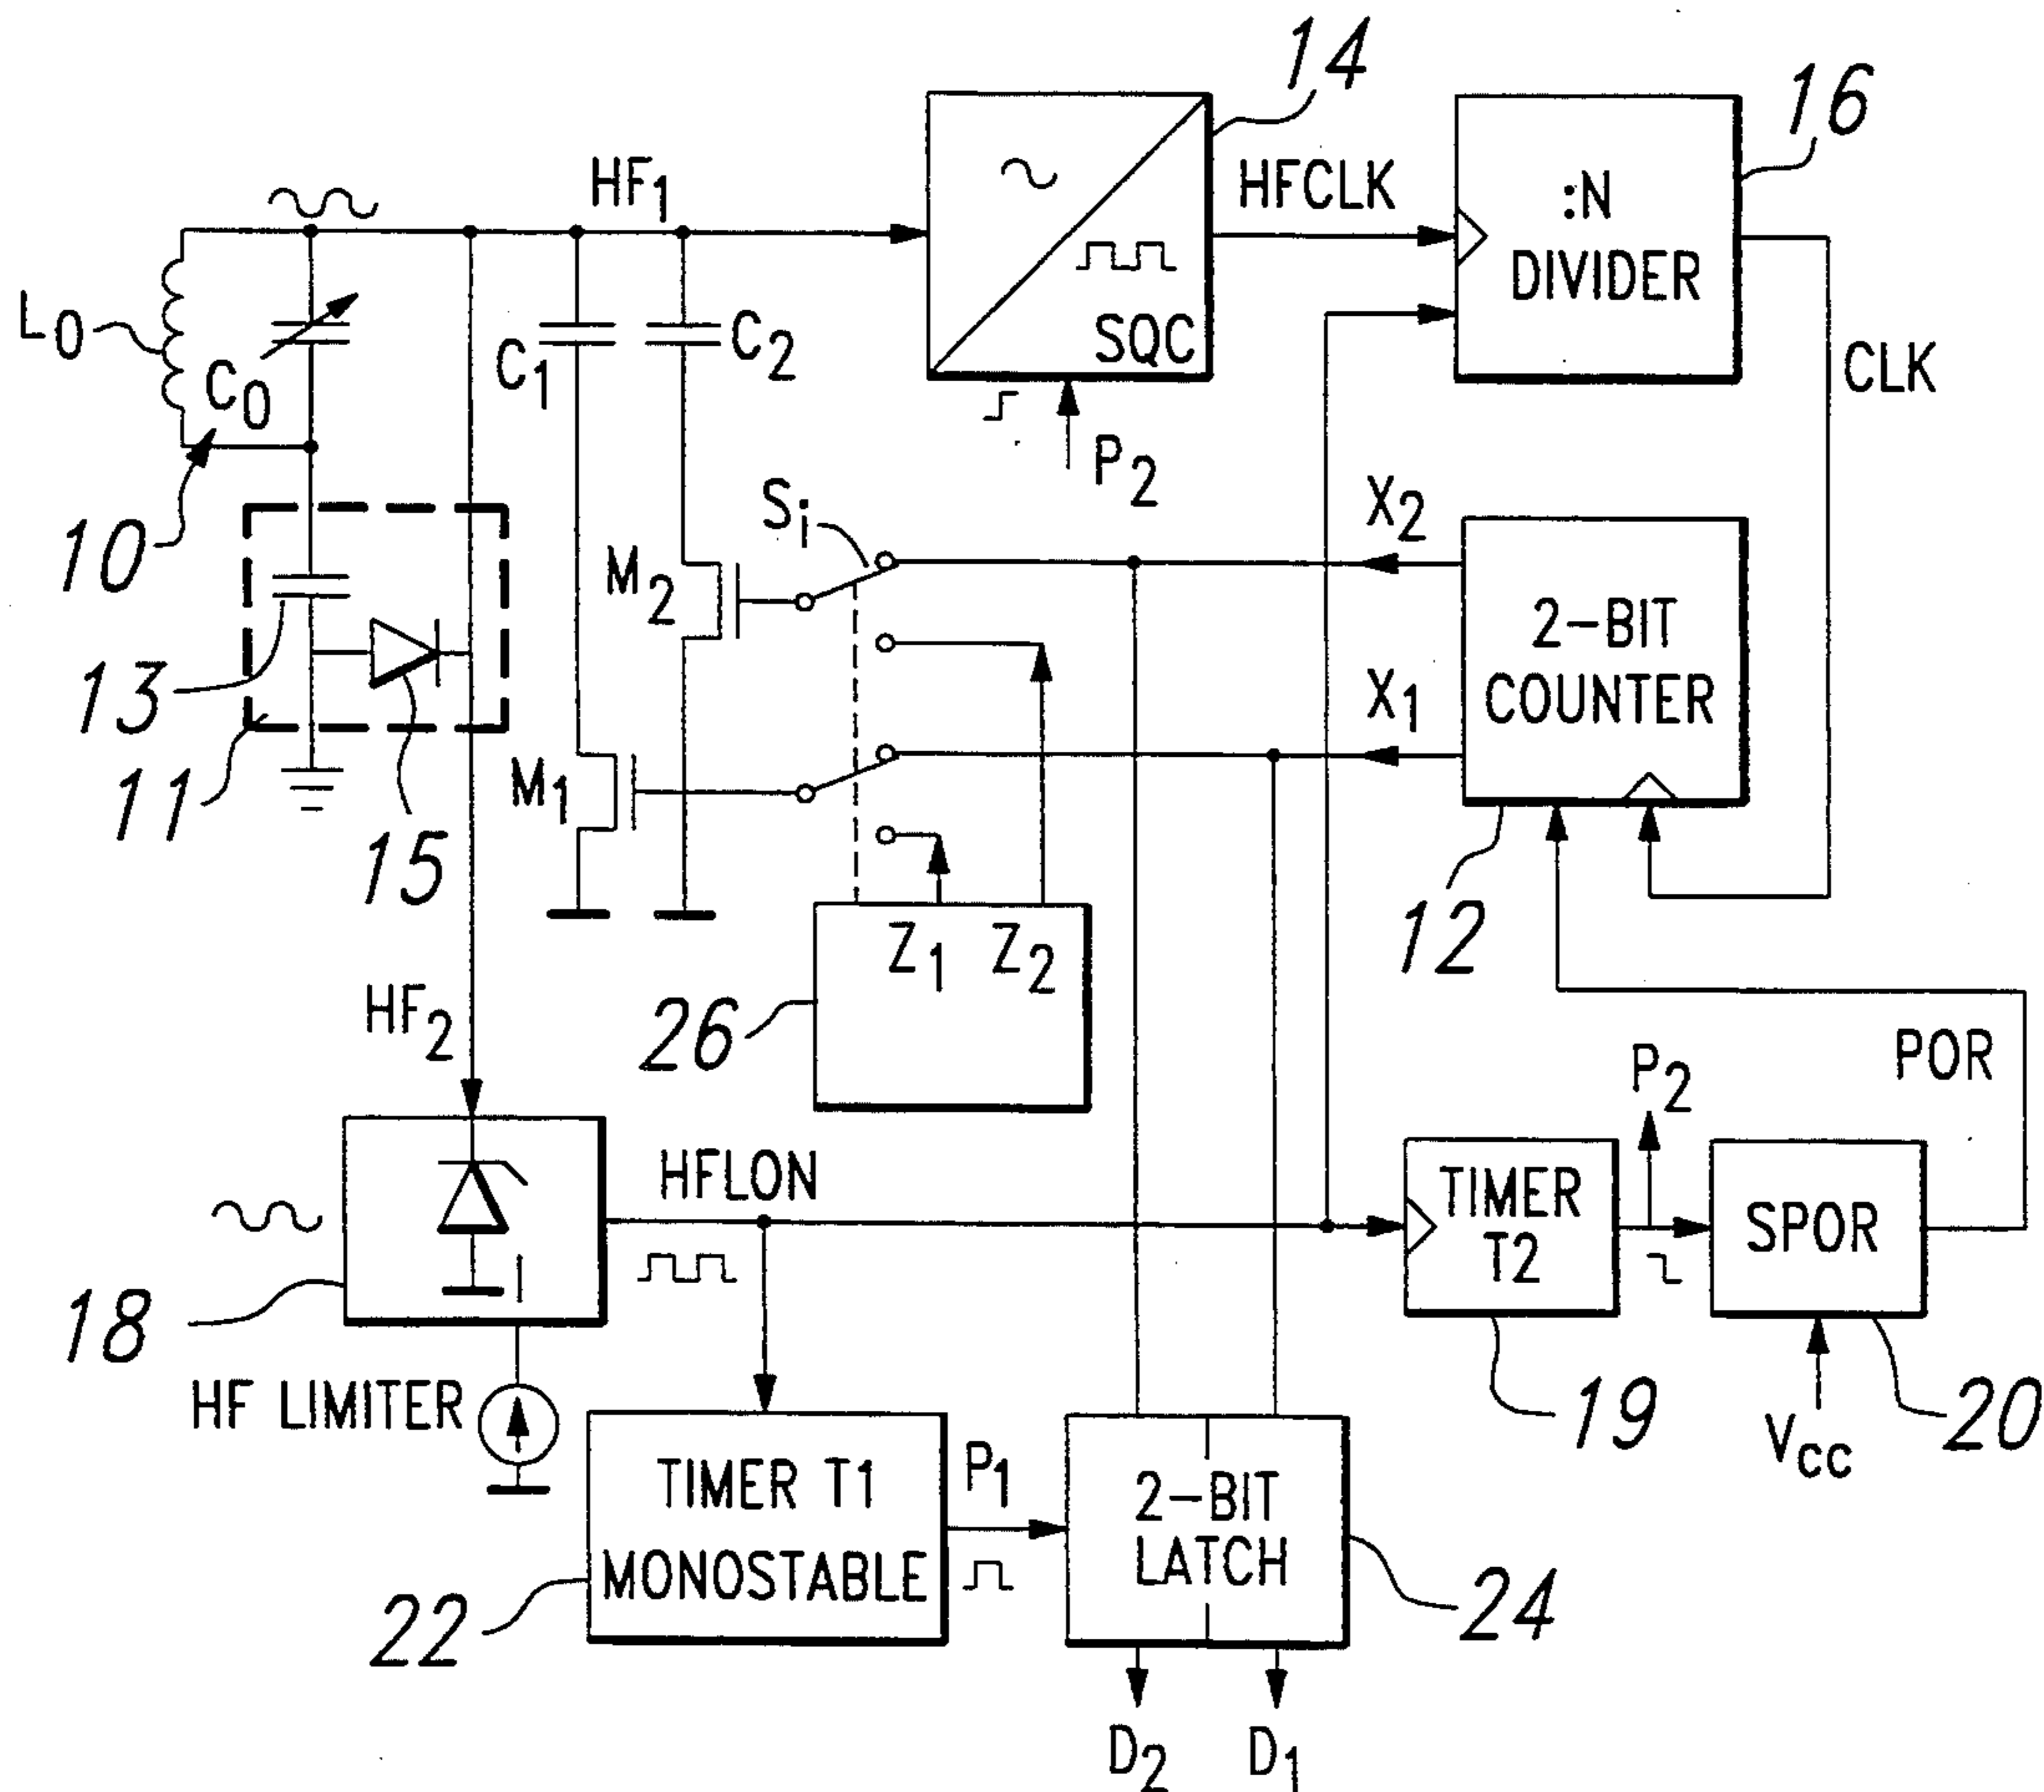 14
16
HF1
HFCLK
:N
DIVIDER
L0
C0
C1
C2
SQC
CLK
P2
10
Si
X2
M2
2-BIT
COUNTER
13
X1
M1
11
15
12
Z1 Z2
HF2
26
POR
P2
HFLON
TIMER
T2
SPOR
18
HF LIMITER
19
20
VCC
TIMER T1
MONOSTABLE
P1
2-BIT
LATCH
22
24
D2 D1